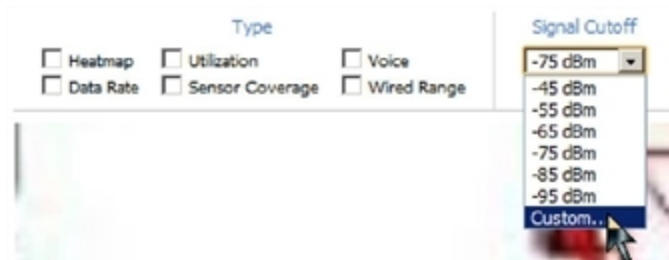 Type
Signal Cutoff
Heatmap
Utilization
Voice
-75 dBm
Data Rate
Sensor Coverage
Wired Range
-45 dBm
-55 dBm
-65 dBm
-75 dBm
-85 dBm
-95 dBm
Custom..